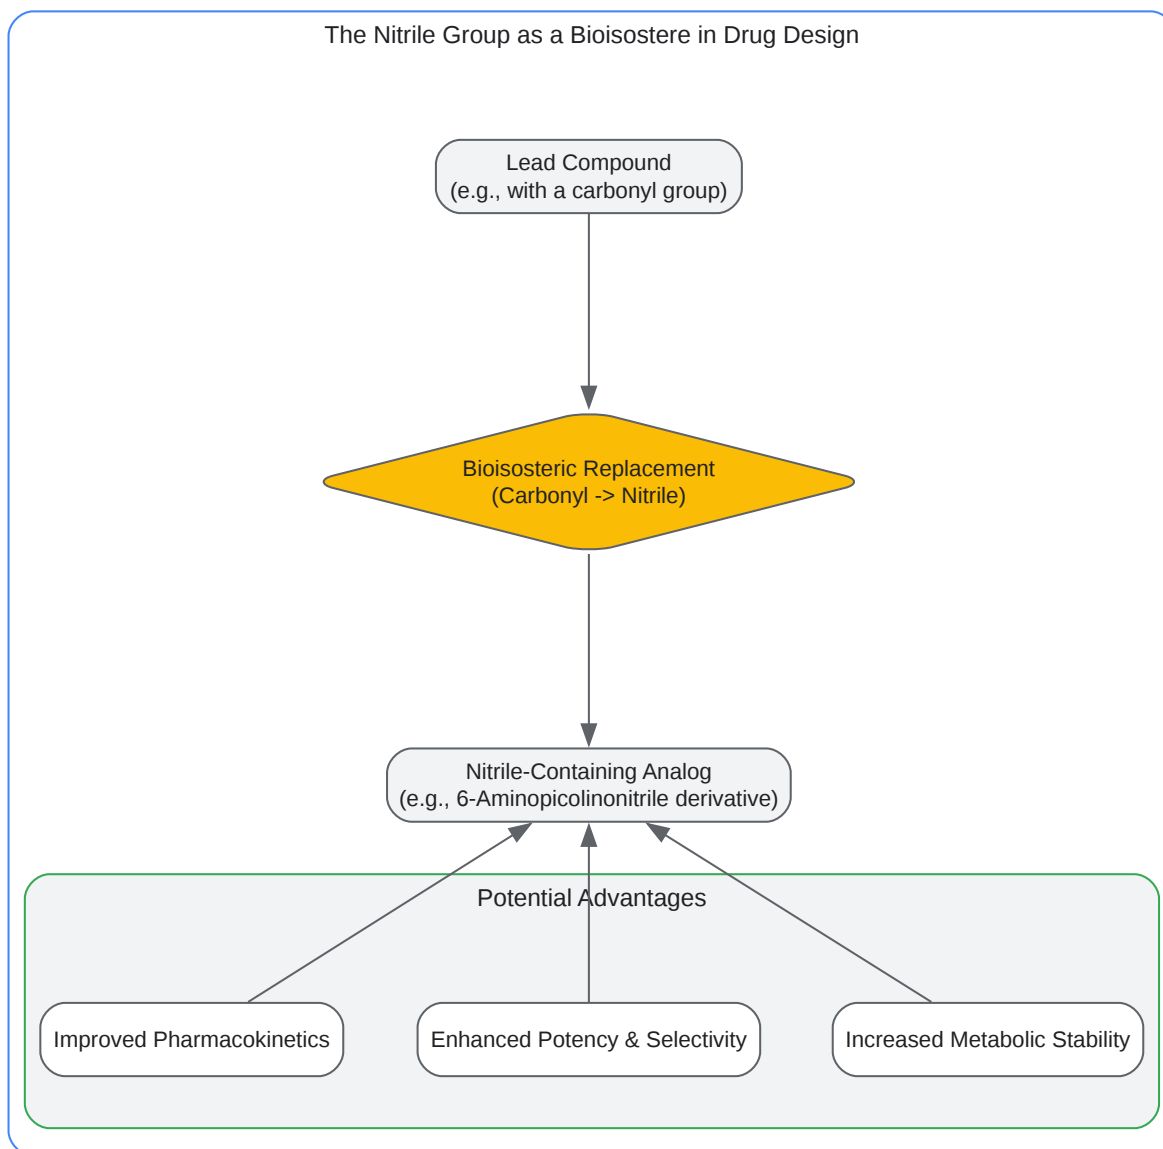 The Nitrile Group as a Bioisostere in Drug Design
Lead Compound
(e.g., with a carbonyl group)
Bioisosteric Replacement
(Carbonyl -> Nitrile)
Nitrile-Containing Analog
(e.g., 6-Aminopicolinonitrile derivative)
Potential Advantages
Improved Pharmacokinetics
Enhanced Potency & Selectivity
Increased Metabolic Stability